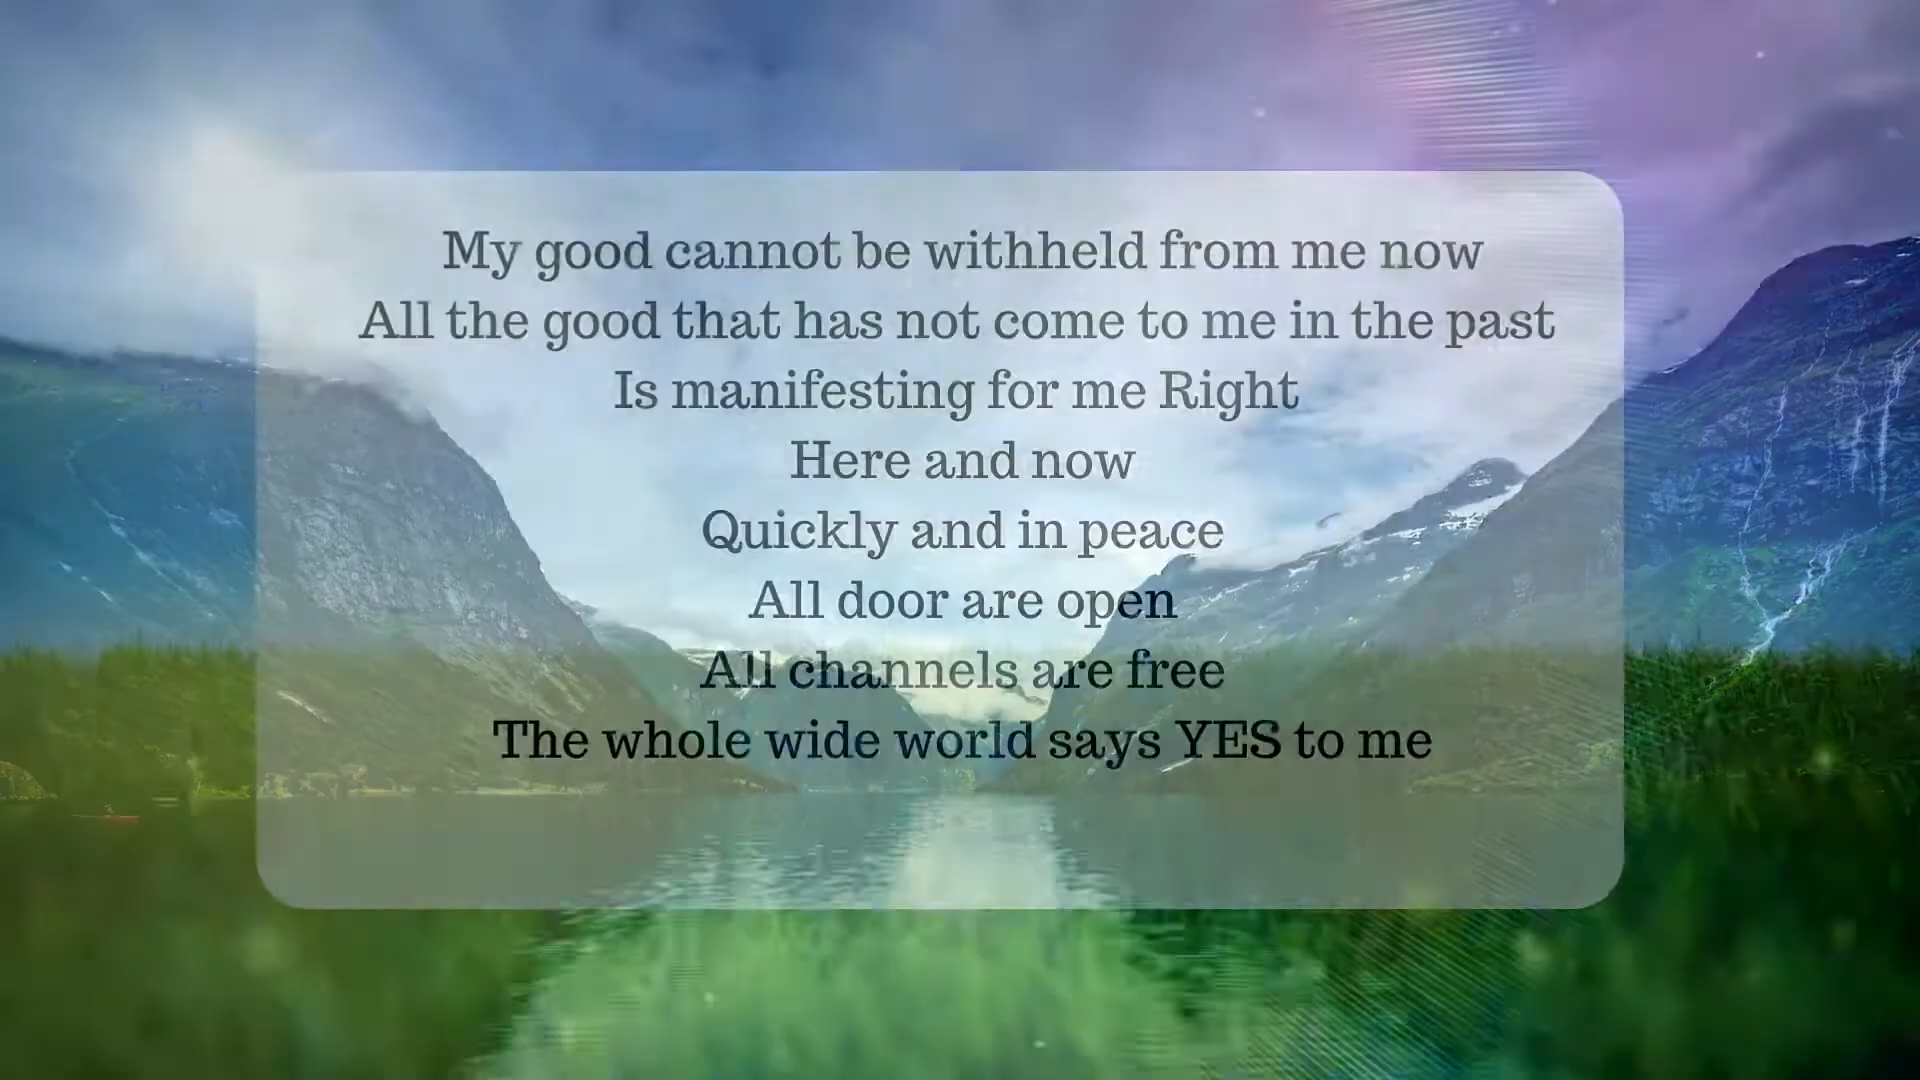 My good cannot be withheld from me now
All the good that has not come to me in the past
Is manifesting for me Right
Here and now
Quickly and in peace
All door are open
All channels are free
The whole wide world says YES to me